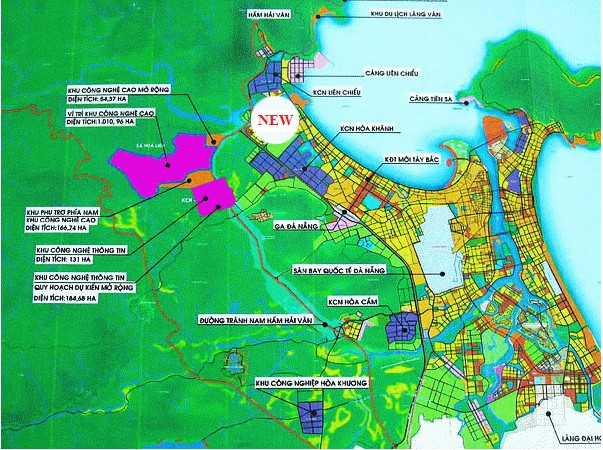 HẦM HẢI VÂN
KHU DU LỊCH LÀNG VÂN
CẢNG LIÊN CHIỂU
KCN LIÊN CHIỂU
CẢNG TIÊN SA
KHU CÔNG NGHỆ CAO MỞ RỘNG
DIỆN TÍCH: 64,37 HA
VỊ TRÍ KHU CÔNG NGHỆ CAO
DIỆN TÍCH: 1.010, 96 HA
NEW
KCN HÒA KHÁNH
XÃ HOÀ LIÊN
KĐT MỚI TÂY BẮC
KHU PHỤ TRỢ PHÍA NAM
KHU CÔNG NGHỆ CAO
DIỆN TÍCH: 166,74 HA
KCN
GA ĐÀ NẴNG
KHU CÔNG NGHỆ THÔNG TIN
DIỆN TÍCH: 131 HA
SÂN BAY QUỐC TẾ ĐÀ NẴNG
KHU CÔNG NGHỆ THÔNG TIN
QUY HOẠCH DỰ KIẾN MỞ RỘNG
DIỆN TÍCH: 164,68 HA
KCN HÒA CẦM
ĐƯỜNG TRÁNH NAM HẦM HẢI VÂN
KHU CÔNG NGHIỆP HÒA KHƯƠNG
LÀNG ĐẠI H